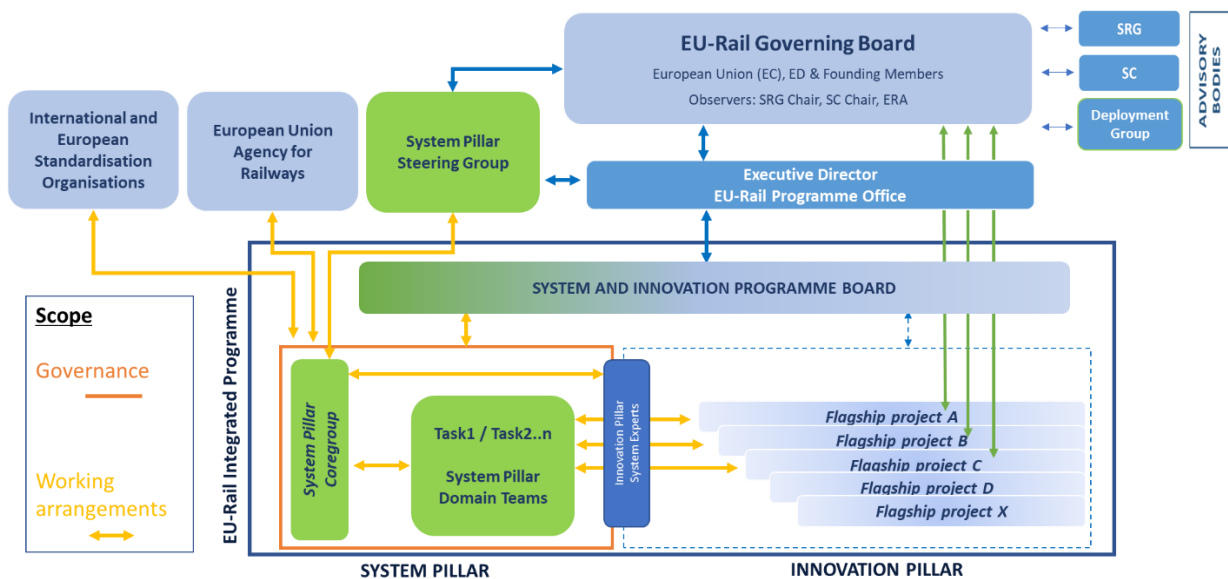 EU-Rail Governing Board
European Union (EC), ED & Founding Members
Observers: SRG Chair, SC Chair, ERA
SRG
SC
Deployment
Group
ADVISORY
BODIES
International and
European
Standardisation
Organisations
European Union
Agency for
Railways
System Pillar
Steering Group
Executive Director
EU-Rail Programme Office
EU-Rail Integrated Programme
SYSTEM AND INNOVATION PROGRAMME BOARD
Scope
Governance
Working
arrangements
System Pillar
Coregroup
Task1 / Task2..n
System Pillar
Domain Teams
Innovation Pillar
System Experts
Flagship project A
Flagship project B
Flagship project C
Flagship project D
Flagship project X
SYSTEM PILLAR
INNOVATION PILLAR